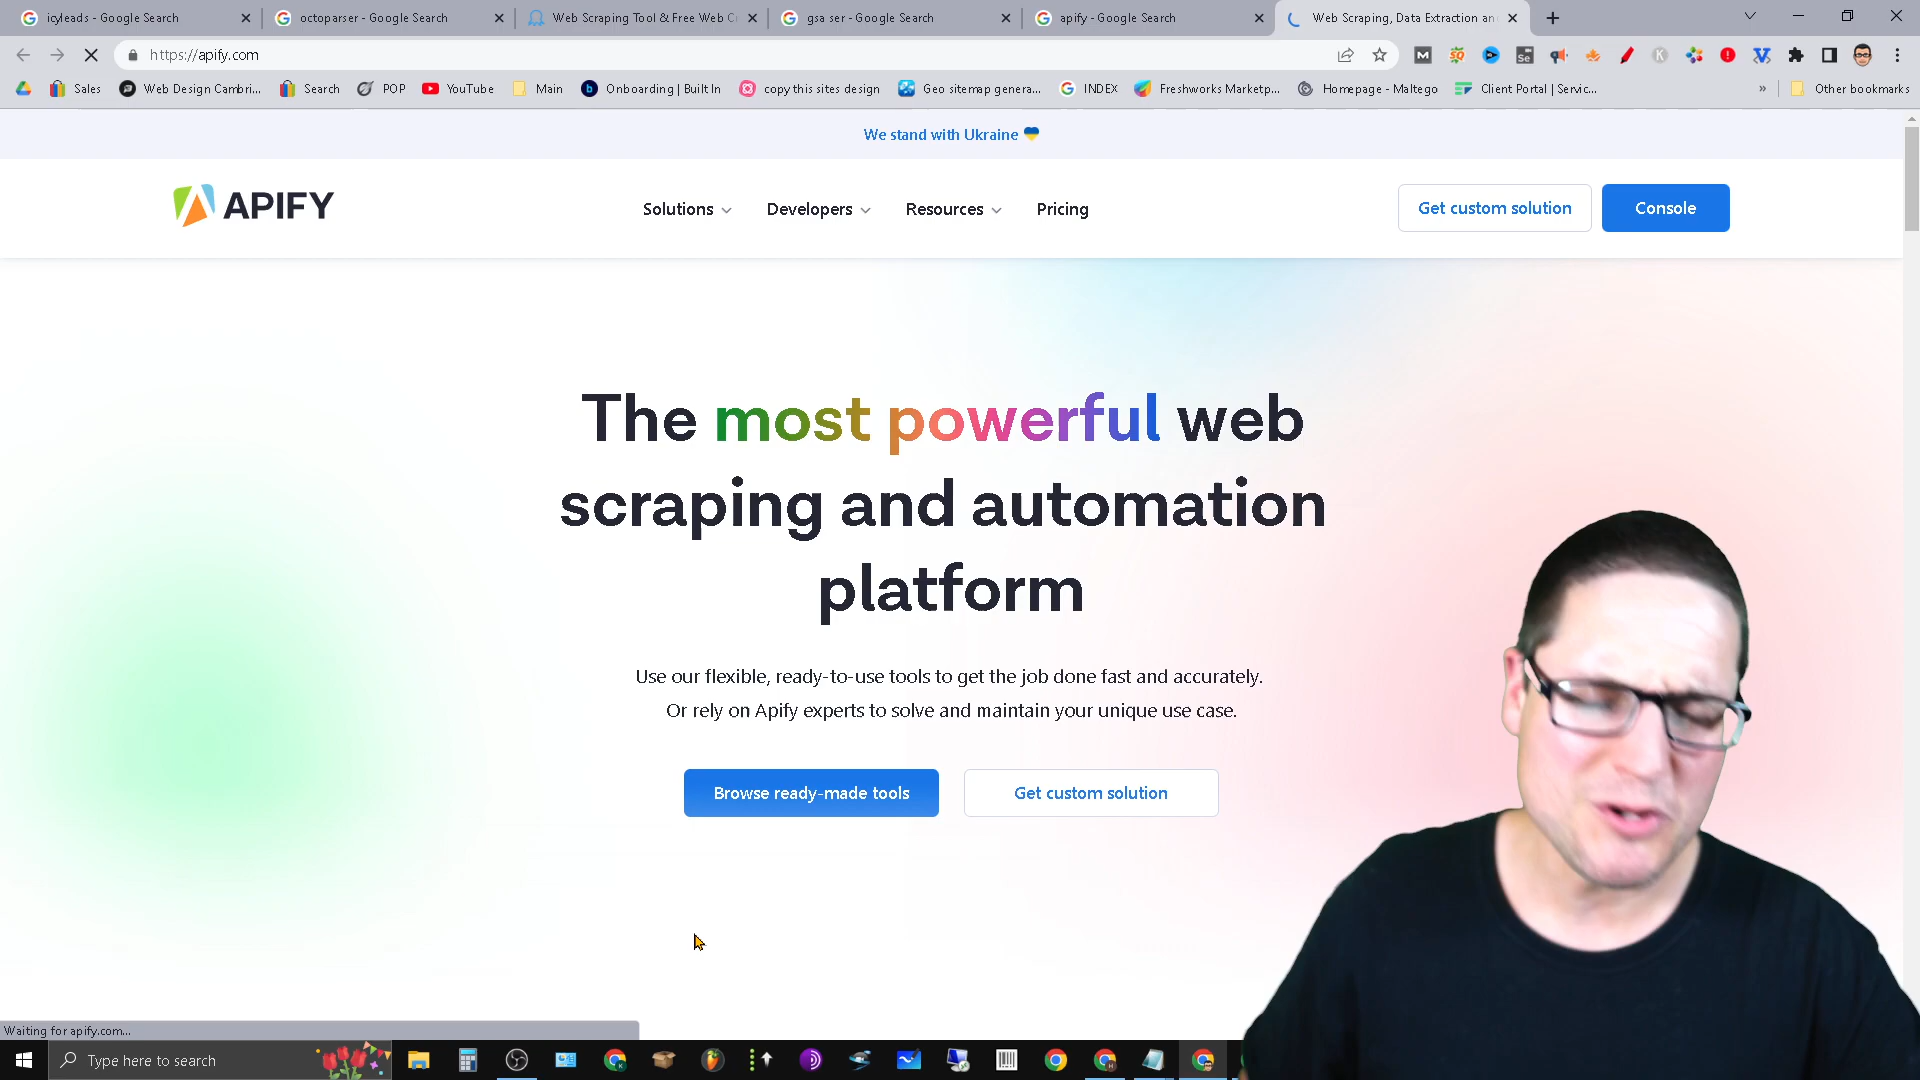 icyleads - Google Search
octoparser - Google Search
Web Scraping Tool & Free Web C
gsa ser - Google Search
apify - Google Search
Web Scraping, Data Extraction an
https://apify.com
Sales
Web Design Cambri...
Search
POP
YouTube
Main
Onboarding | Built In
copy this sites design
Geo sitemap genera...
INDEX
Freshworks Marketp...
Homepage - Maltego
Client Portal | Servic...
»
Other bookmarks
We stand with Ukraine
APIFY
Solutions
Developers
Resources
Pricing
Get custom solution
Console
The most powerful web
scraping and automation
platform
Use our flexible, ready-to-use tools to get the job done fast and accurately.
Or rely on Apify experts to solve and maintain your unique use case.
Browse ready-made tools
Get custom solution
Waiting for apify.com...
Type here to search